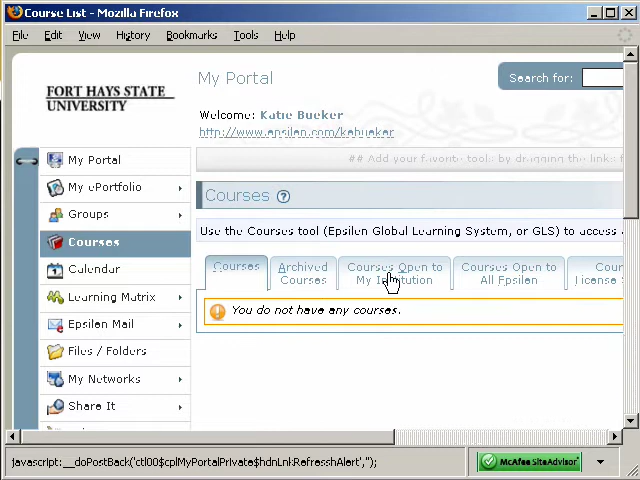 Course List - Mozilla Firefox
File Edit View History Bookmarks Tools Help
FORT HAYS STATE
UNIVERSITY
My Portal
Search for:
Welcome: Katie Bueker
http://www.epsilen.com/kebueker
## Add your favorite tools by dragging the links f
My Portal
My ePortfolio
Groups
Courses
Calendar
Learning Matrix
Epsilen Mail
Files / Folders
My Networks
Share It
Courses
Use the Courses tool (Epsilen Global Learning System, or GLS) to access
Courses
Archived
Courses
Courses Open to
My Institution
Courses Open to
All Epsilen
Cour
License S
You do not have any courses.
javascript:__doPostBack('ctl00$cplMyPortalPrivate$hdnLnkRefresshAlert','');
McAfee SiteAdvisor